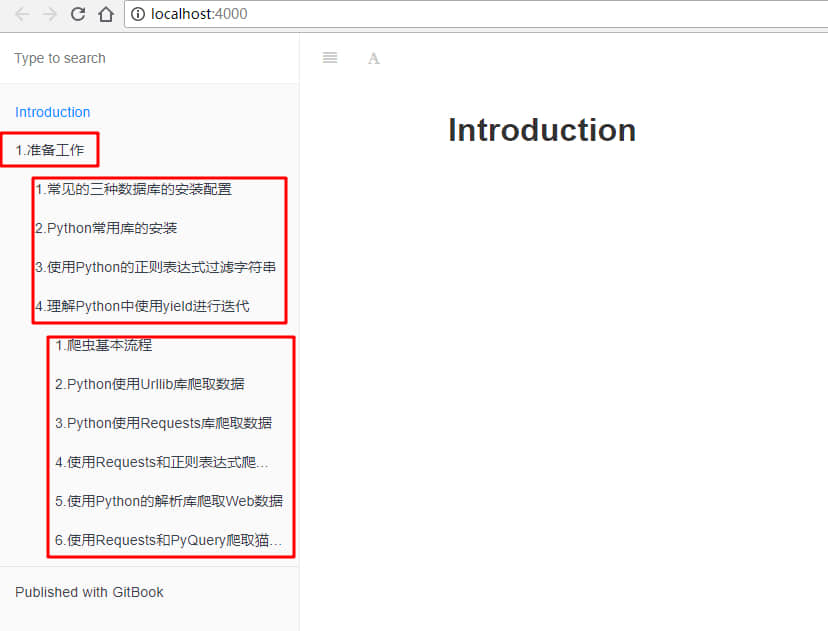 localhost:4000
Type to search
A
Introduction
Introduction
1.准备工作
1.常见的三种数据库的安装配置
2.Python常用库的安装
3.使用Python的正则表达式过滤字符串
4.理解Python中使用yield进行迭代
1.爬虫基本流程
2.Python使用Urllib库爬取数据
3.Python使用Requests库爬取数据
4.使用Requests和正则表达式爬…
5.使用Python的解析库爬取Web数据
6.使用Requests和PyQuery爬取猫…
Published with GitBook